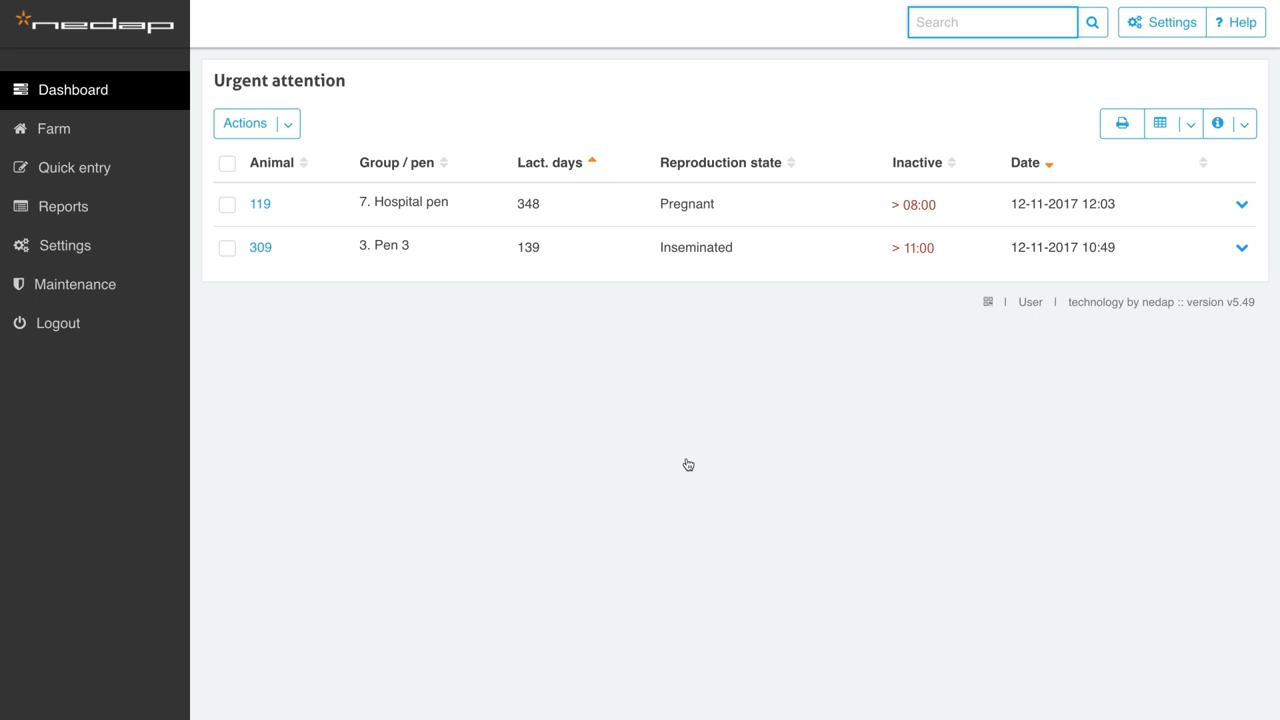 nedap
Search
Settings
? Help
Dashboard
Farm
Quick entry
Reports
Settings
Maintenance
Logout
Urgent attention
Actions
Animal Group / pen Lact. days Reproduction state Inactive Date
119 7. Hospital pen 348 Pregnant > 08:00 12-11-2017 12:03
309 3. Pen 3 139 Inseminated > 11:00 12-11-2017 10:49
| User | technology by nedap :: version v5.49